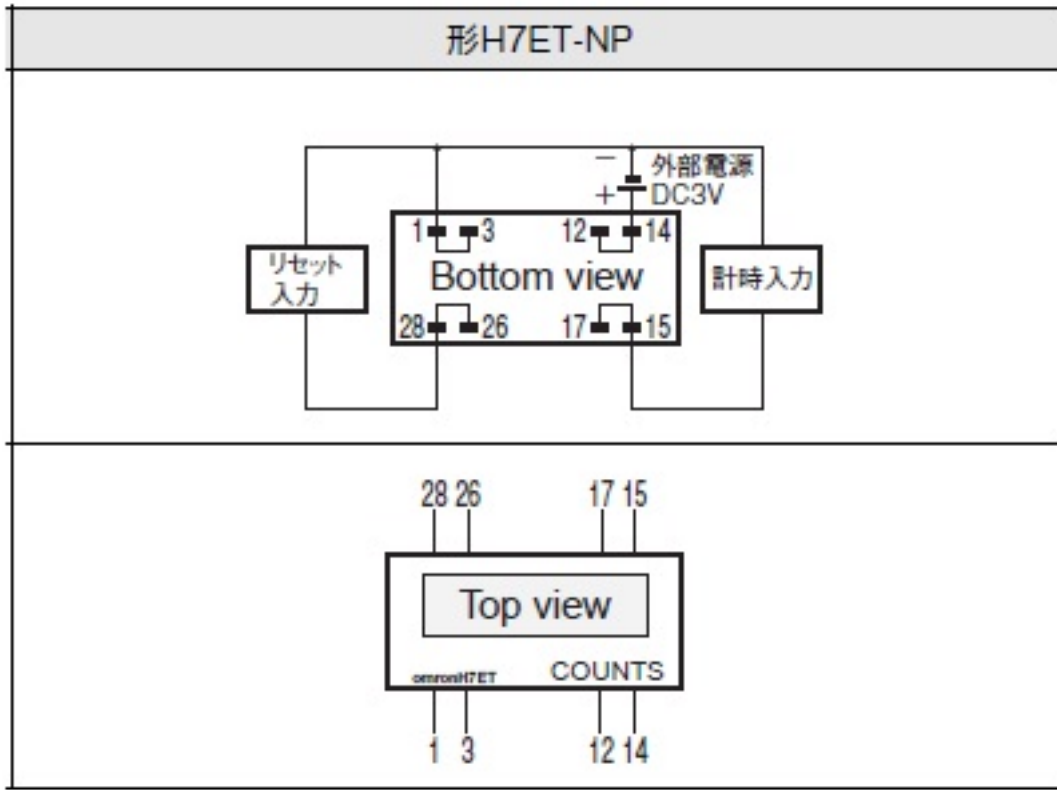 形H7ET-NP
− 外部電源
+ DC3V
1 3 12 14
リセット
入力
Bottom view
計時入力
28 26 17 15
28 26 17 15
Top view
omronH7ET COUNTS
1 3 12 14